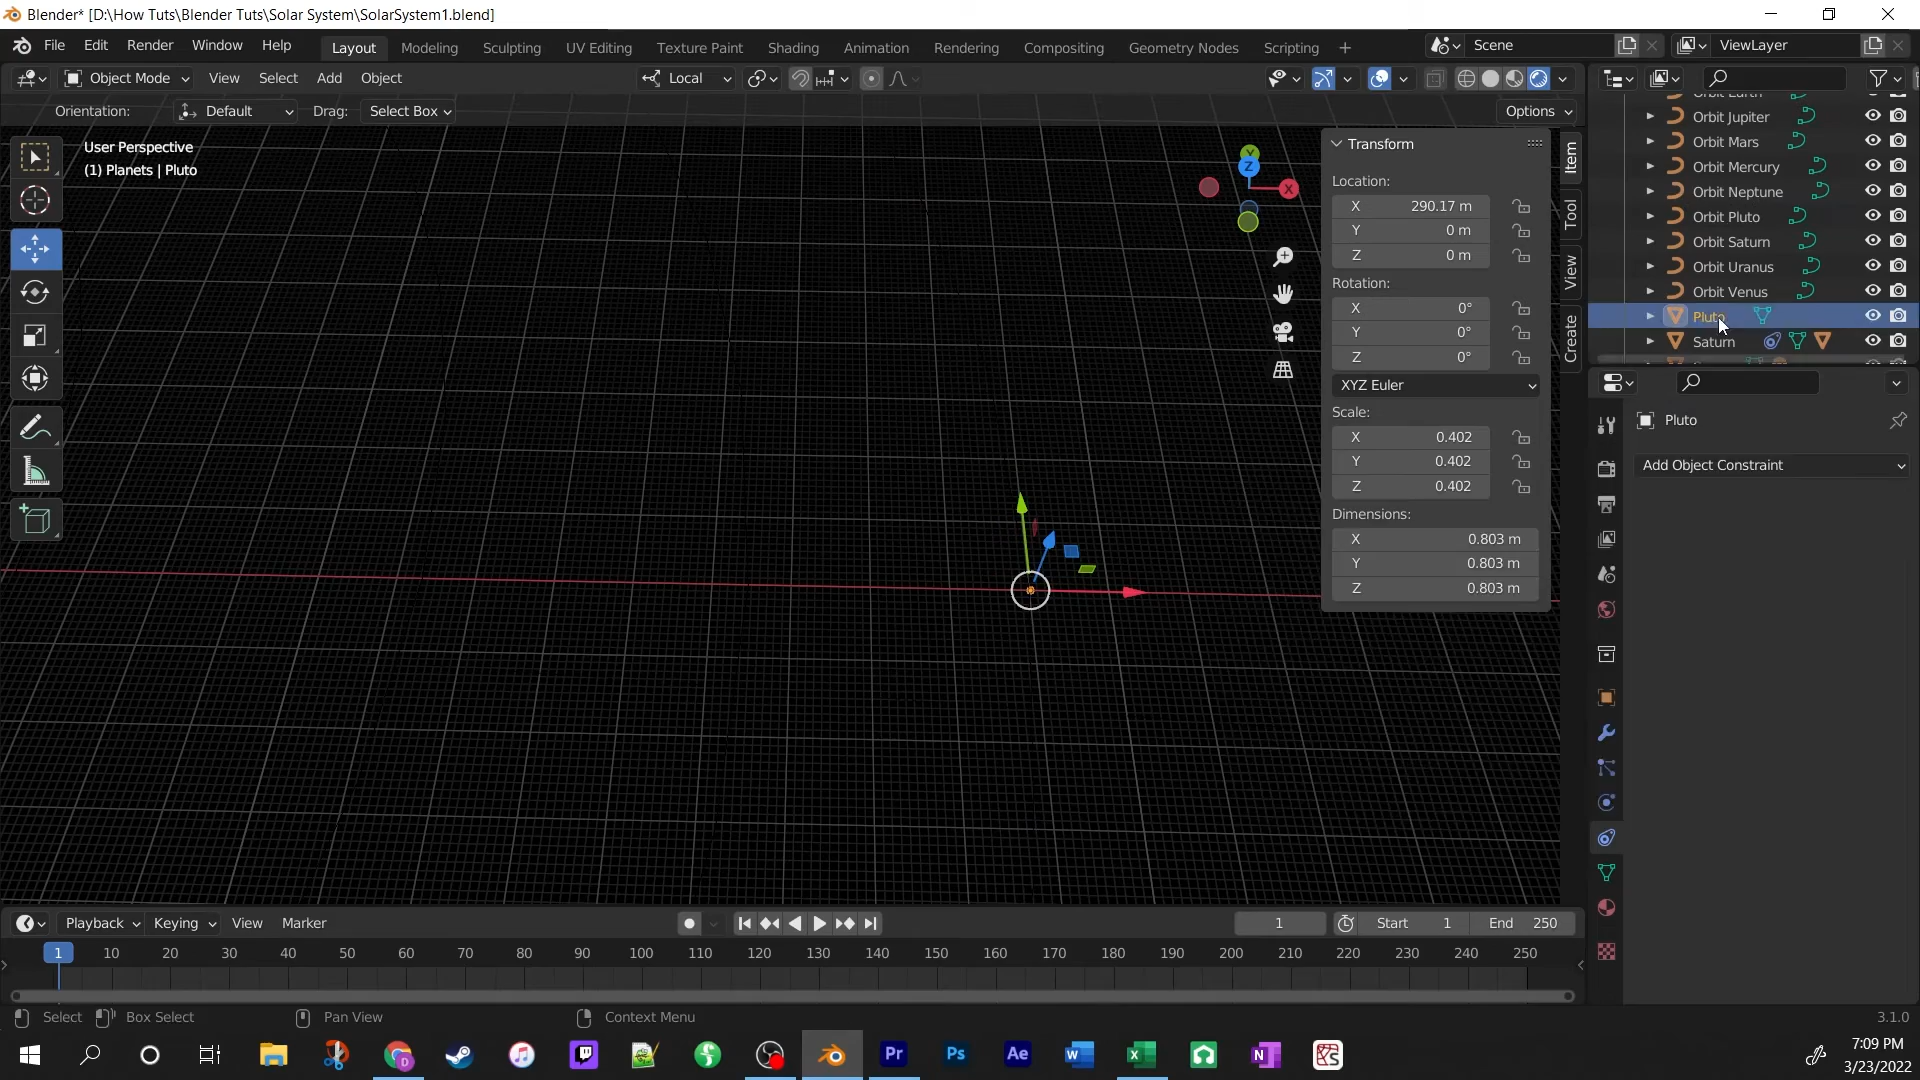 Blender* [D:\How Tuts\Blender Tuts\Solar System\SolarSystem1.blend]
File Edit Render Window Help Layout Modeling Sculpting UV Editing Texture Paint Shading Animation Rendering Compositing Geometry Nodes Scripting + Scene ViewLayer
Object Mode View Select Add Object Local
Orientation: Default Drag: Select Box Options
User Perspective
(1) Planets | Pluto
Y
Z
X
Transform
Location:
X 290.17 m
Y 0 m
Z 0 m
Rotation:
X 0°
Y 0°
Z 0°
XYZ Euler
Scale:
X 0.402
Y 0.402
Z 0.402
Dimensions:
X 0.803 m
Y 0.803 m
Z 0.803 m
Item
Tool
View
Create
Orbit Earth
Orbit Jupiter
Orbit Mars
Orbit Mercury
Orbit Neptune
Orbit Pluto
Orbit Saturn
Orbit Uranus
Orbit Venus
Pluto
Saturn
Pluto
Add Object Constraint
Playback Keying View Marker 1 Start 1 End 250
1 10 20 30 40 50 60 70 80 90 100 110 120 130 140 150 160 170 180 190 200 210 220 230 240 250
Select Box Select Pan View Context Menu 3.1.0
Pr Ps Ae W X N
7:09 PM
3/23/2022